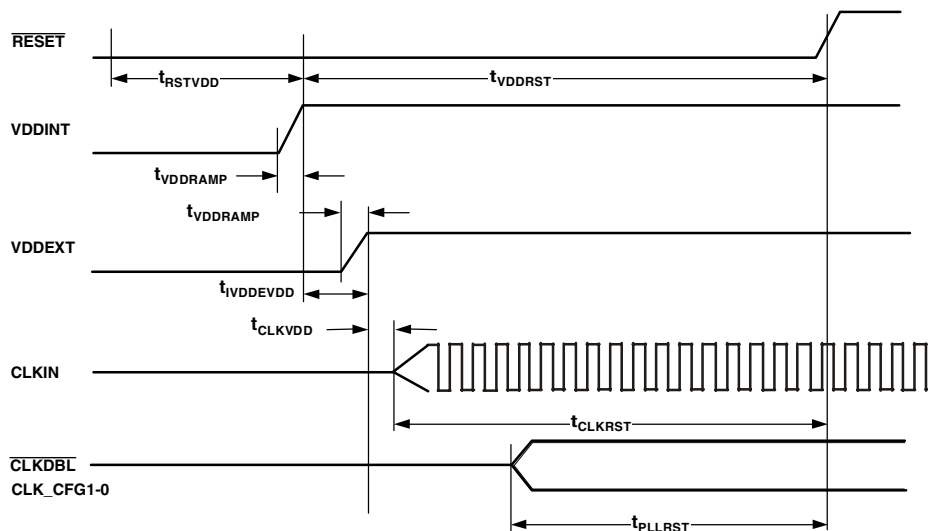 RESET
tRSTVDD
tVDDRST
VDDINT
tVDDRAMP
tVDDRAMP
VDDEXT
tIVDDEVDD
tCLKVDD
CLKIN
tCLKRST
CLKDBL
CLK_CFG1-0
tPLLRST